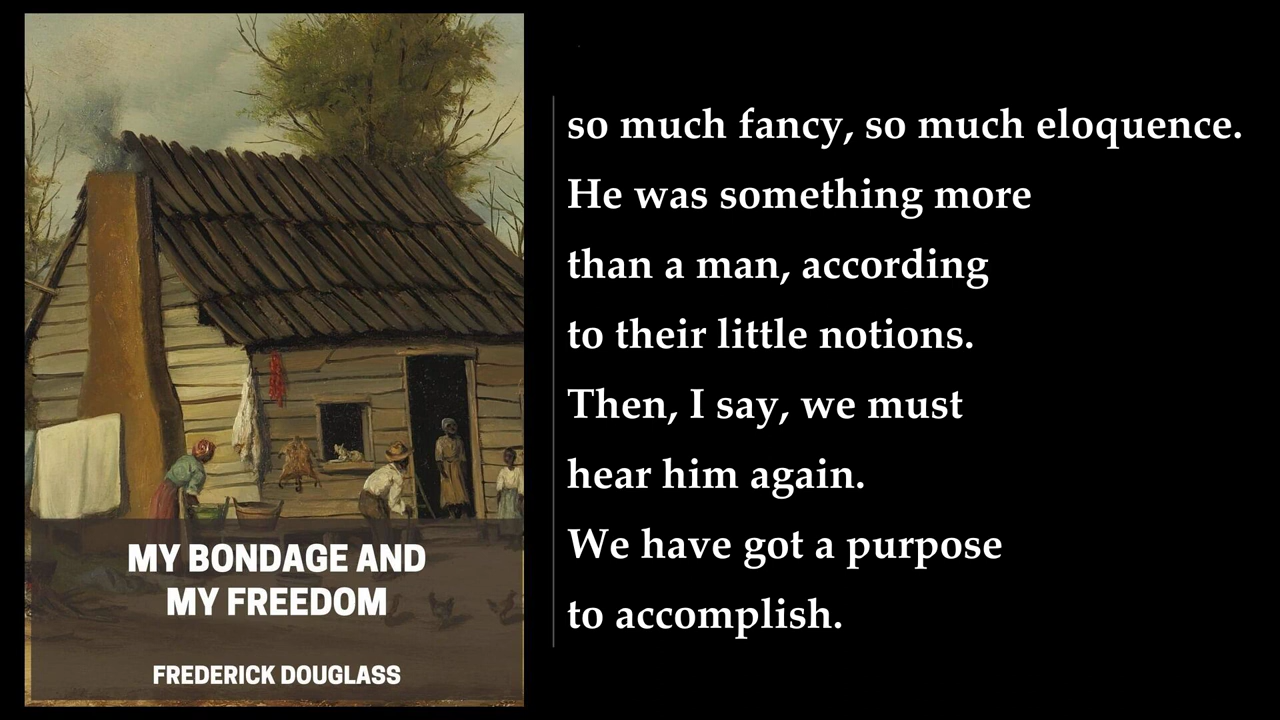 MY BONDAGE AND
MY FREEDOM
FREDERICK DOUGLASS
so much fancy, so much eloquence.
He was something more
than a man, according
to their little notions.
Then, I say, we must
hear him again.
We have got a purpose
to accomplish.